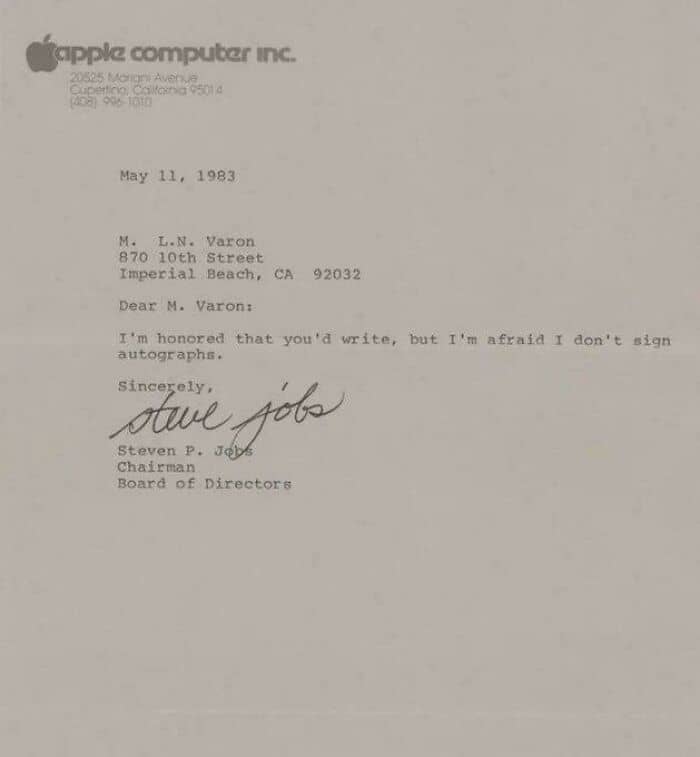 apple computer inc.
20525 Mariani Avenue
Cupertino, California 95014
(408) 996-1010
May 11, 1983
M. L.N. Varon
870 10th Street
Imperial Beach, CA 92032
Dear M. Varon:
I'm honored that you'd write, but I'm afraid I don't sign
autographs.
Sincerely,
steve jobs
Steven P. Jobs
Chairman
Board of Directors